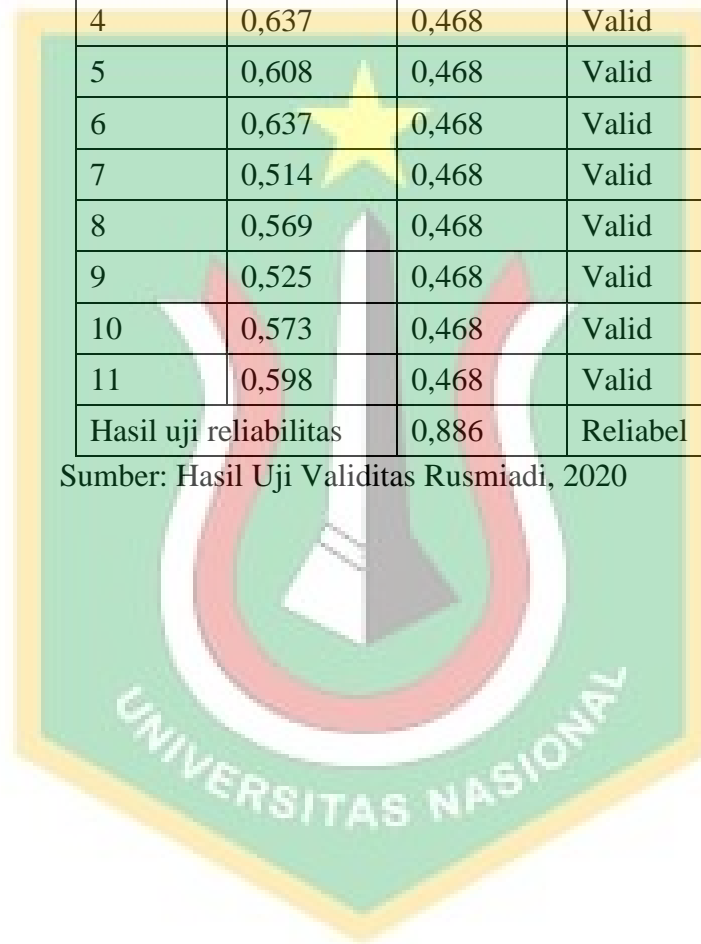 4 0,637 0,468 Valid
5 0,608 0,468 Valid
6 0,637 0,468 Valid
7 0,514 0,468 Valid
8 0,569 0,468 Valid
9 0,525 0,468 Valid
10 0,573 0,468 Valid
11 0,598 0,468 Valid
Hasil uji reliabilitas 0,886 Reliabel
Sumber: Hasil Uji Validitas Rusmiadi, 2020
UNIVERSITAS NASIONAL